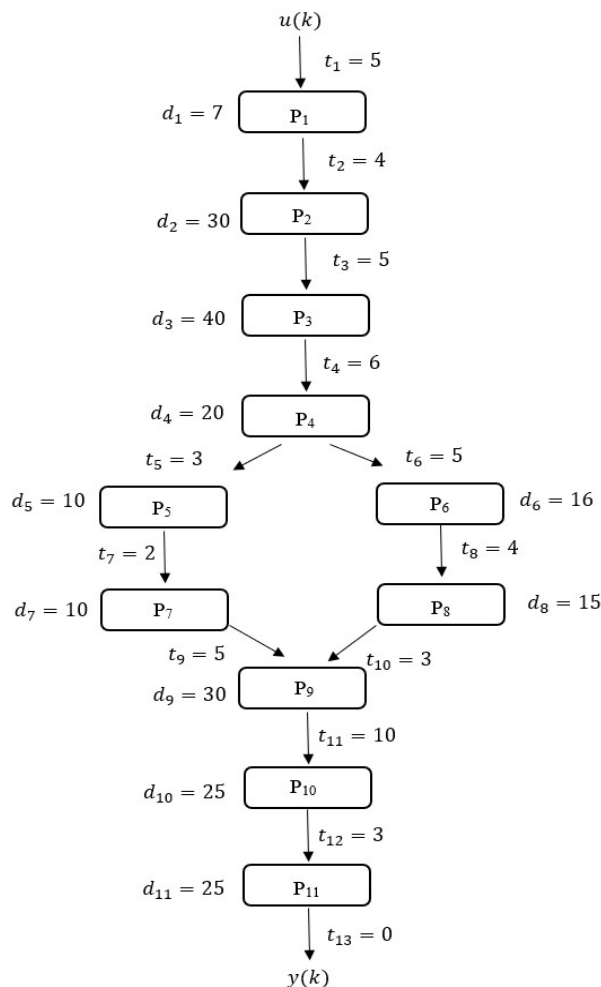 u(k)
t₁ = 5
d₁ = 7
P₁
t₂ = 4
d₂ = 30
P₂
t₃ = 5
d₃ = 40
P₃
t₄ = 6
d₄ = 20
P₄
t₅ = 3
t₆ = 5
d₅ = 10
P₅
P₆
d₆ = 16
t₇ = 2
t₈ = 4
d₇ = 10
P₇
P₈
d₈ = 15
t₉ = 5
t₁₀ = 3
d₉ = 30
P₉
t₁₁ = 10
d₁₀ = 25
P₁₀
t₁₂ = 3
d₁₁ = 25
P₁₁
t₁₃ = 0
y(k)